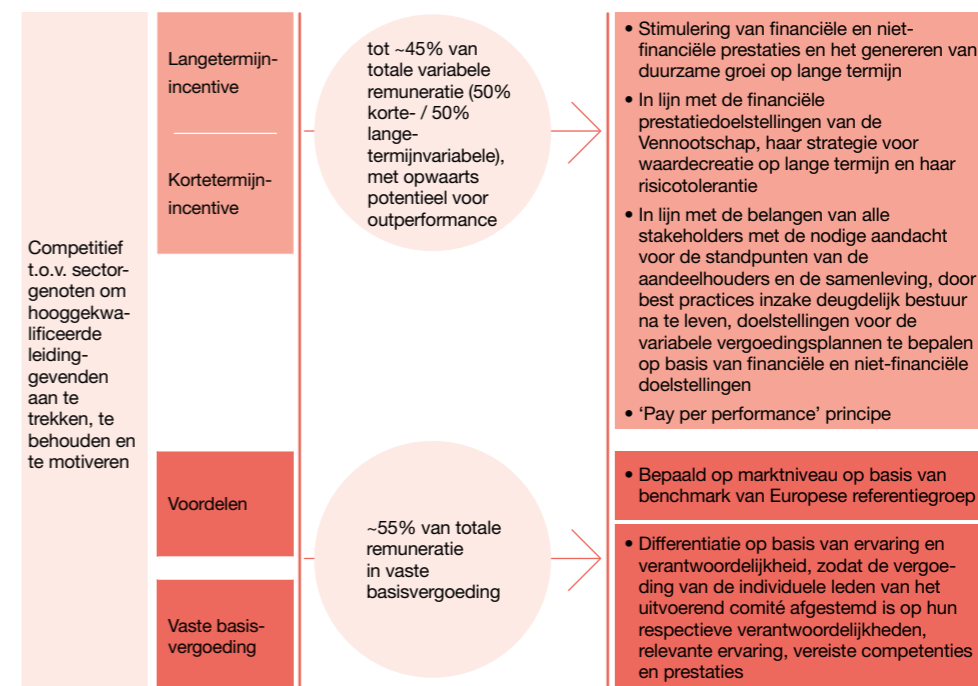 Competitief
t.o.v. sector-
genoten om
hooggekwa-
lificeerde
leiding-
gevenden
aan te
trekken, te
behouden en
te motiveren
Langetermijn-
incentive
Kortetermijn-
incentive
tot ~45% van
totale variabele
remuneratie (50%
korte- / 50%
lange-
termijnvariabele),
met opwaarts
potentieel voor
outperformance
• Stimulering van financiële en niet-
financiële prestaties en het genereren van
duurzame groei op lange termijn
• In lijn met de financiële
prestatiedoelstellingen van de
Vennootschap, haar strategie voor
waardecreatie op lange termijn en haar
risicotolerantie
• In lijn met de belangen van alle
stakeholders met de nodige aandacht
voor de standpunten van de
aandeelhouders en de samenleving, door
best practices inzake deugdelijk bestuur
na te leven, doelstellingen voor de
variabele vergoedingsplannen te bepalen
op basis van financiële en niet-financiële
doelstellingen
• ‘Pay per performance’ principe
Voordelen
Vaste basis-
vergoeding
~55% van totale
remuneratie
in vaste
basisvergoeding
• Bepaald op marktniveau op basis van
benchmark van Europese referentiegroep
• Differentiatie op basis van ervaring en
verantwoordelijkheid, zodat de vergoe-
ding van de individuele leden van het
uitvoerend comité afgestemd is op hun
respectieve verantwoordelijkheden,
relevante ervaring, vereiste competenties
en prestaties